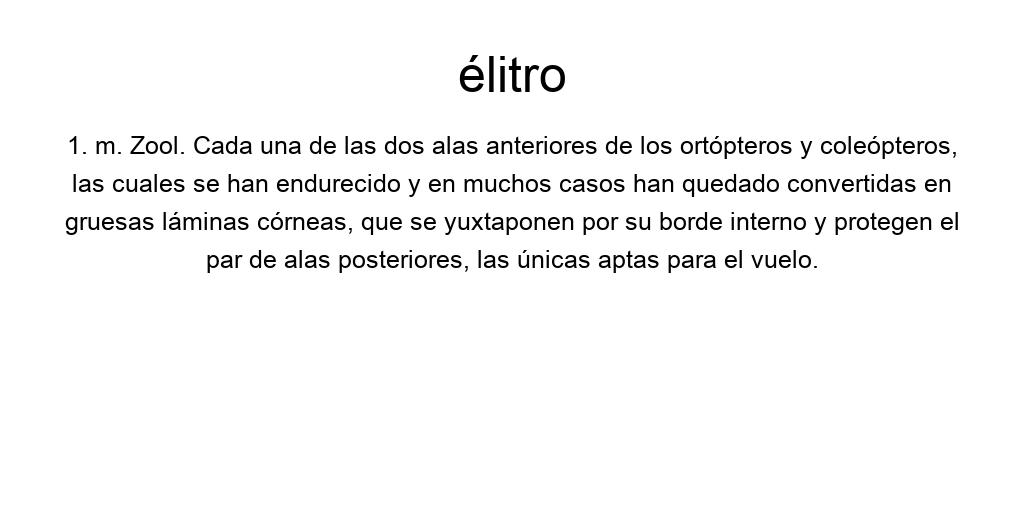 élitro
1. m. Zool. Cada una de las dos alas anteriores de los ortópteros y coleópteros,
las cuales se han endurecido y en muchos casos han quedado convertidas en
gruesas láminas córneas, que se yuxtaponen por su borde interno y protegen el
par de alas posteriores, las únicas aptas para el vuelo.